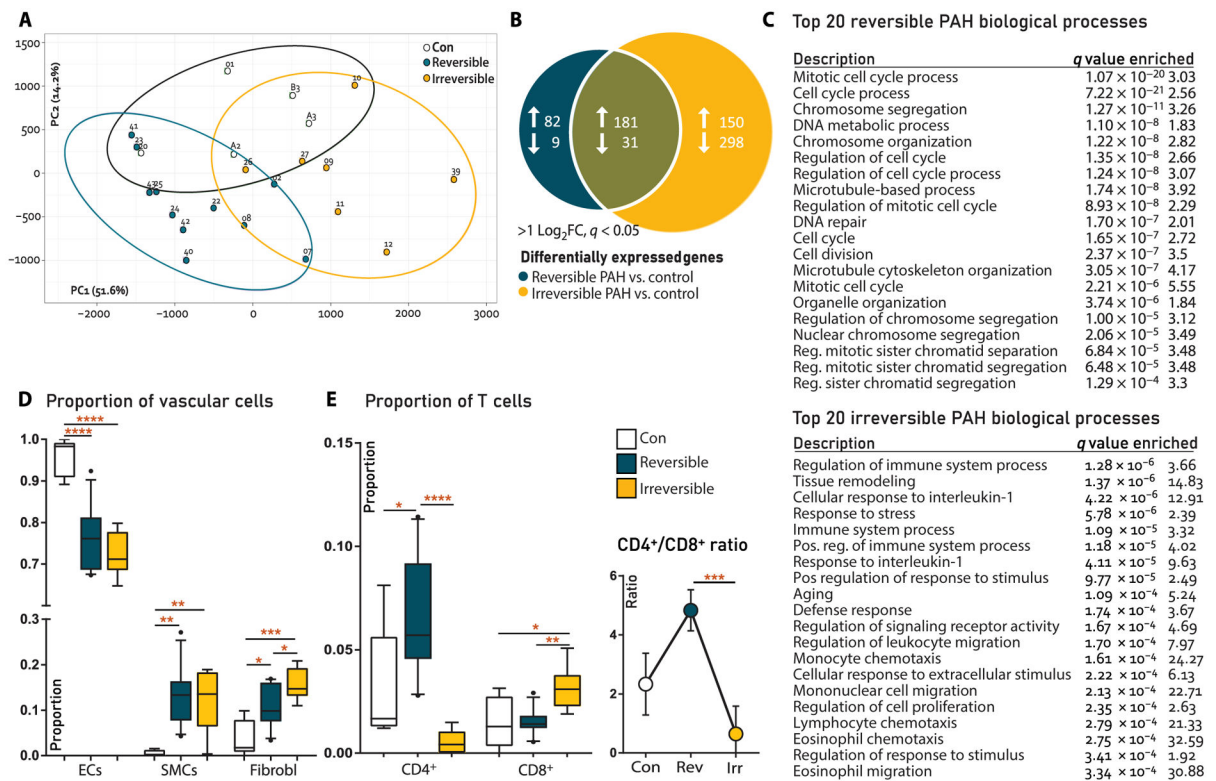 A
PC2 (14.2%)
1500
1000
500
0
−500
−1000
Con
Reversible
Irreversible
01
B3
A3
10
41
23
20
A2
26
27
09
39
43
25
02
24
22
11
42
08
40
07
12
PC1 (51.6%)
−2000
−1000
0
1000
2000
3000
B
↑ 82
↓ 9
↑ 181
↓ 31
↑ 150
↓ 298
>1 Log₂FC, q < 0.05
Differentially expressed genes
Reversible PAH vs. control
Irreversible PAH vs. control
C Top 20 reversible PAH biological processes
Description q value enriched
Mitotic cell cycle process 1.07 × 10⁻²⁰ 3.03
Cell cycle process 7.22 × 10⁻²¹ 2.56
Chromosome segregation 1.27 × 10⁻¹¹ 3.26
DNA metabolic process 1.10 × 10⁻⁸ 1.83
Chromosome organization 1.22 × 10⁻⁸ 2.82
Regulation of cell cycle 1.35 × 10⁻⁸ 2.66
Regulation of cell cycle process 1.24 × 10⁻⁸ 3.07
Microtubule-based process 1.74 × 10⁻⁸ 3.92
Regulation of mitotic cell cycle 8.93 × 10⁻⁸ 2.29
DNA repair 1.70 × 10⁻⁷ 2.01
Cell cycle 1.65 × 10⁻⁷ 2.72
Cell division 2.37 × 10⁻⁷ 3.5
Microtubule cytoskeleton organization 3.05 × 10⁻⁷ 4.17
Mitotic cell cycle 2.21 × 10⁻⁶ 5.55
Organelle organization 3.74 × 10⁻⁶ 1.84
Regulation of chromosome segregation 1.00 × 10⁻⁵ 3.12
Nuclear chromosome segregation 2.06 × 10⁻⁵ 3.49
Reg. mitotic sister chromatid separation 6.84 × 10⁻⁵ 3.48
Reg. mitotic sister chromatid segregation 6.48 × 10⁻⁵ 3.48
Reg. sister chromatid segregation 1.29 × 10⁻⁴ 3.3
Top 20 irreversible PAH biological processes
Description q value enriched
Regulation of immune system process 1.28 × 10⁻⁶ 3.66
Tissue remodeling 1.37 × 10⁻⁶ 14.83
Cellular response to interleukin-1 4.22 × 10⁻⁶ 12.91
Response to stress 5.78 × 10⁻⁶ 2.39
Immune system process 1.09 × 10⁻⁵ 3.32
Pos. reg. of immune system process 1.18 × 10⁻⁵ 4.02
Response to interleukin-1 4.11 × 10⁻⁵ 9.63
Pos regulation of response to stimulus 9.77 × 10⁻⁵ 2.49
Aging 1.09 × 10⁻⁴ 5.24
Defense response 1.74 × 10⁻⁴ 3.67
Regulation of signaling receptor activity 1.67 × 10⁻⁴ 4.69
Regulation of leukocyte migration 1.70 × 10⁻⁴ 7.97
Monocyte chemotaxis 1.61 × 10⁻⁴ 24.27
Cellular response to extracellular stimulus 2.22 × 10⁻⁴ 6.13
Mononuclear cell migration 2.13 × 10⁻⁴ 22.71
Regulation of cell proliferation 2.35 × 10⁻⁴ 2.63
Lymphocyte chemotaxis 2.79 × 10⁻⁴ 21.33
Eosinophil chemotaxis 2.75 × 10⁻⁴ 32.59
Regulation of response to stimulus 3.41 × 10⁻⁴ 1.92
Eosinophil migration 3.34 × 10⁻⁴ 30.88
D Proportion of vascular cells
****
****
1.0
0.9
0.8
0.7
0.3
0.2
0.1
0.0
Proportion
**
**
***
*
*
ECs
SMCs
Fibrobl
E Proportion of T cells
0.15
0.10
0.05
0.00
Proportion
*
****
*
**
CD4⁺
CD8⁺
Con
Reversible
Irreversible
CD4⁺/CD8⁺ ratio
6
4
2
0
Ratio
***
Con
Rev
Irr